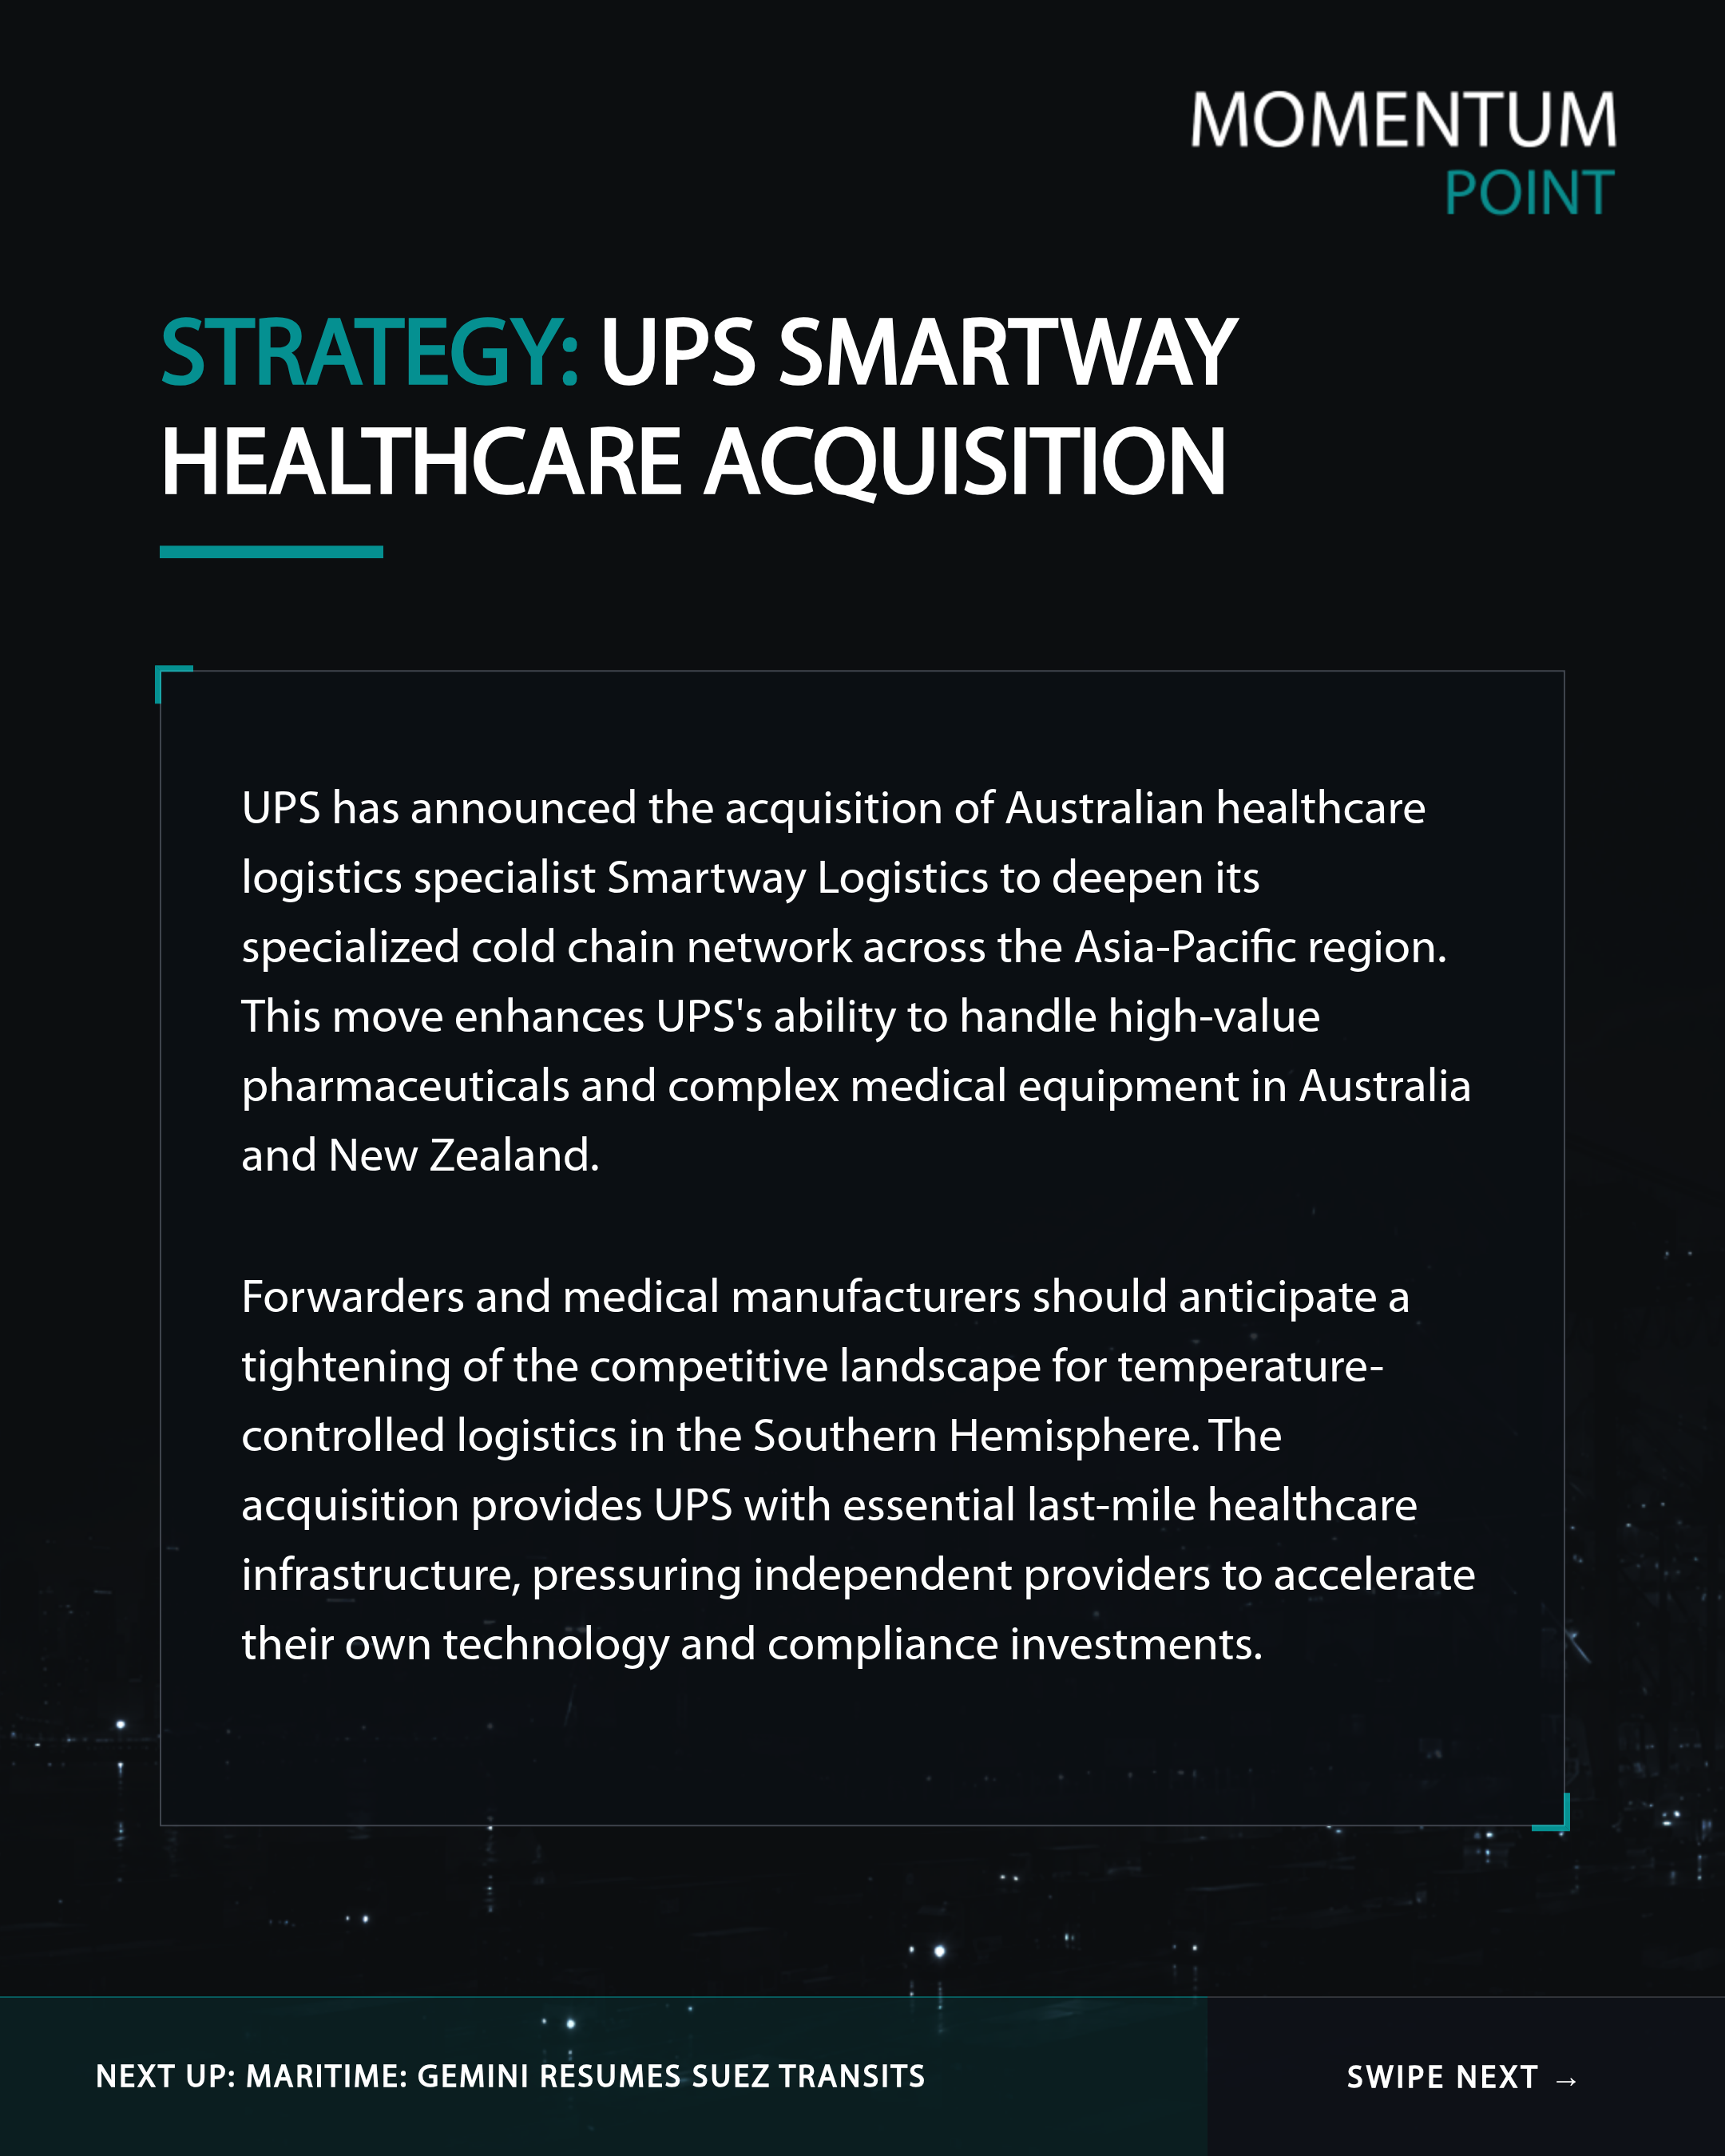 MOMENTUM
POINT
STRATEGY: UPS SMARTWAY
HEALTHCARE ACQUISITION
UPS has announced the acquisition of Australian healthcare
logistics specialist Smartway Logistics to deepen its
specialized cold chain network across the Asia-Pacific region.
This move enhances UPS's ability to handle high-value
pharmaceuticals and complex medical equipment in Australia
and New Zealand.
Forwarders and medical manufacturers should anticipate a
tightening of the competitive landscape for temperature-
controlled logistics in the Southern Hemisphere. The
acquisition provides UPS with essential last-mile healthcare
infrastructure, pressuring independent providers to accelerate
their own technology and compliance investments.
NEXT UP: MARITIME: GEMINI RESUMES SUEZ TRANSITS
SWIPE NEXT →